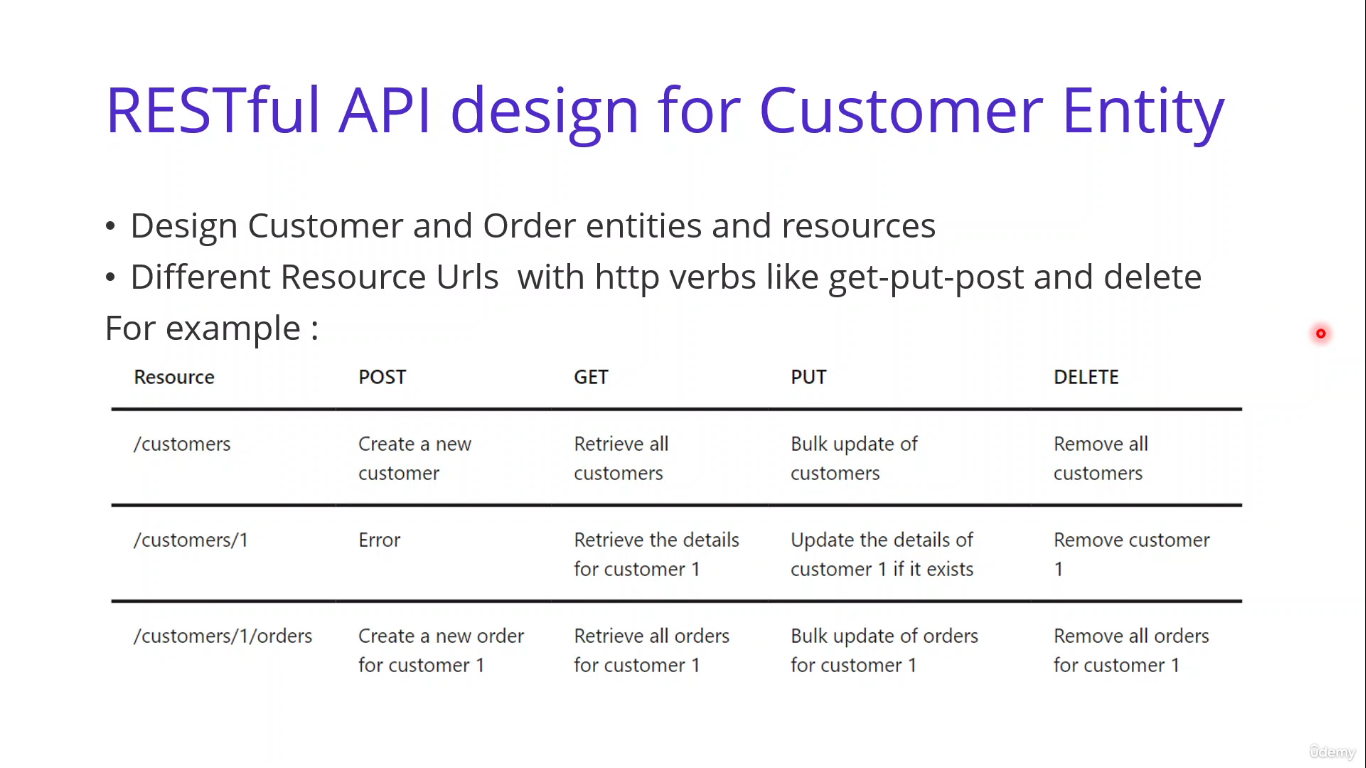 RESTful API design for Customer Entity
• Design Customer and Order entities and resources
• Different Resource Urls  with http verbs like get-put-post and delete
For example :
Resource POST GET PUT DELETE
/customers Create a new Retrieve all Bulk update of Remove all
customer customers customers customers
/customers/1 Error Retrieve the details Update the details of Remove customer
for customer 1 customer 1 if it exists 1
/customers/1/orders Create a new order Retrieve all orders Bulk update of orders Remove all orders
for customer 1 for customer 1 for customer 1 for customer 1
ûdemy